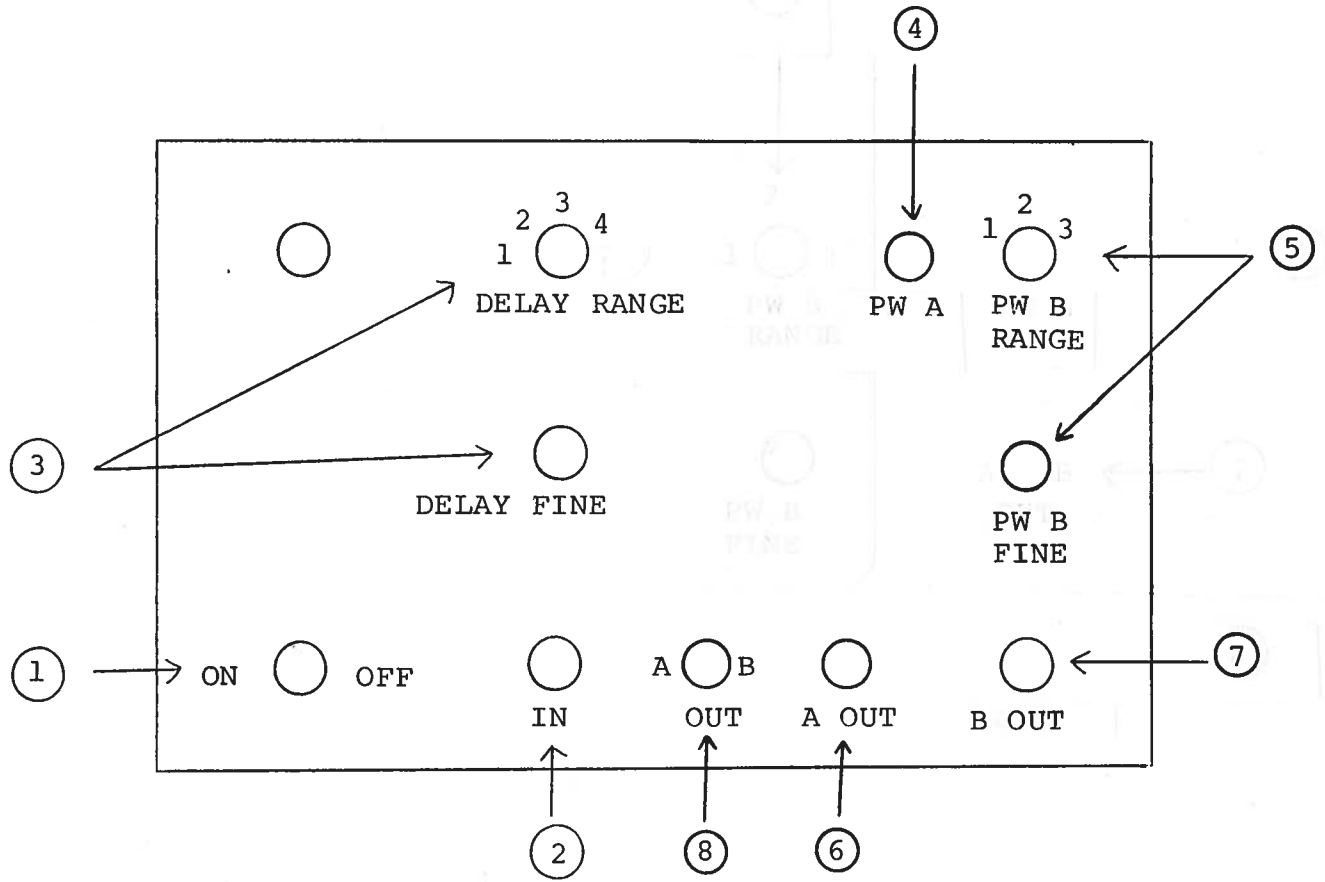 4
2 3 4
1
DELAY RANGE
PW A
1 2 3
PW B
RANGE
5
3
DELAY FINE
PW B
FINE
1
ON OFF
IN
A B
OUT
A OUT
B OUT
7
2
8
6